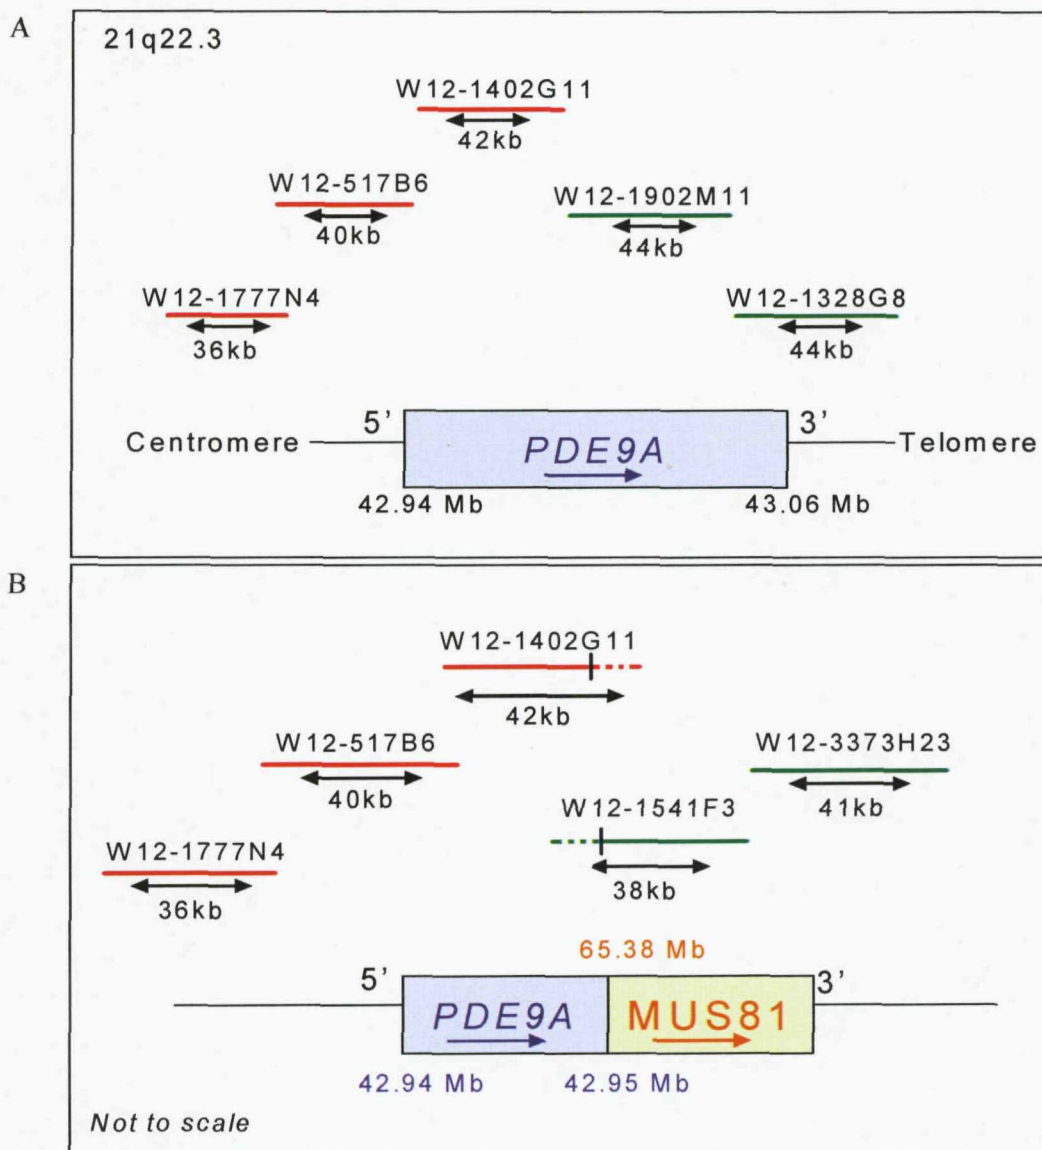 A
21q22.3
W12-1402G11
42kb
W12-517B6
40kb
W12-1902M11
44kb
W12-1777N4
36kb
W12-1328G8
44kb
5’ 3’
Centromere PDE9A Telomere
42.94 Mb 43.06 Mb
B
W12-1402G11
42kb
W12-517B6
40kb
W12-3373H23
41kb
W12-1541F3
38kb
W12-1777N4
36kb
65.38 Mb
5’ 3’
PDE9A MUS81
42.94 Mb 42.95 Mb
Not to scale